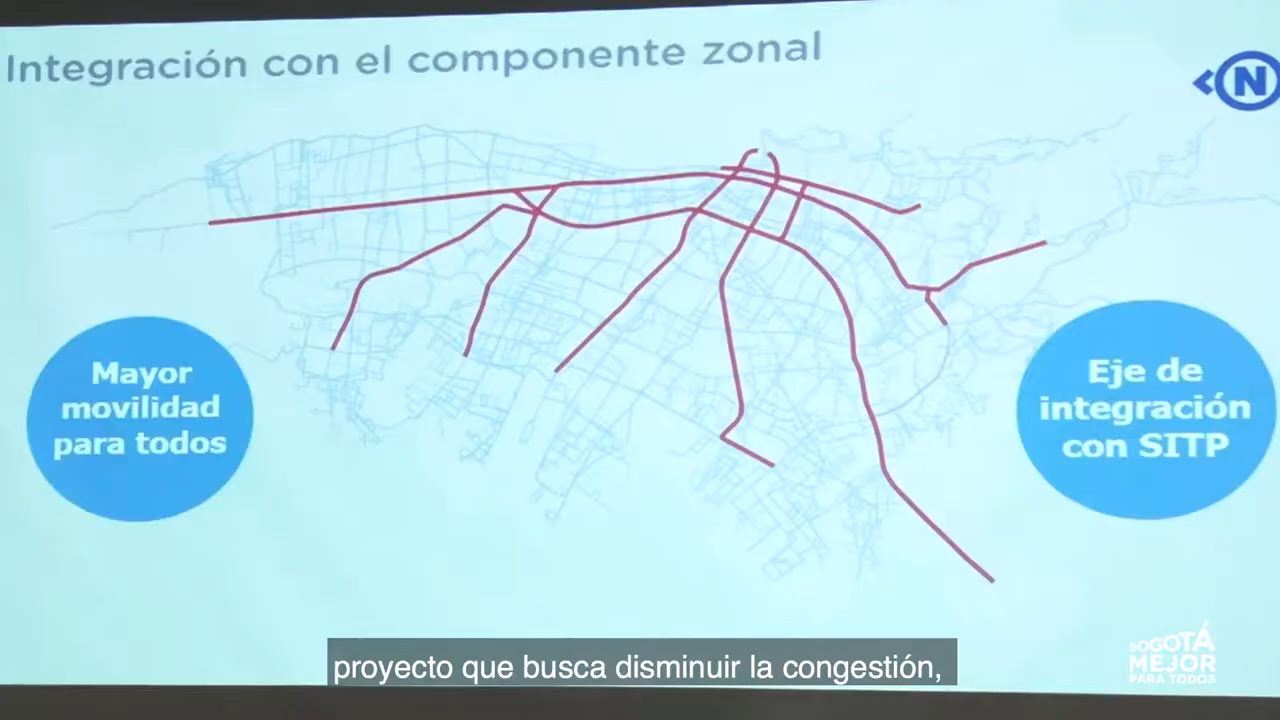 Integración con el componente zonal
N
Mayor
movilidad
para todos
Eje de
integración
con SITP
proyecto que busca disminuir la congestión,
BOGOTÁ
MEJOR
PARA TODOS